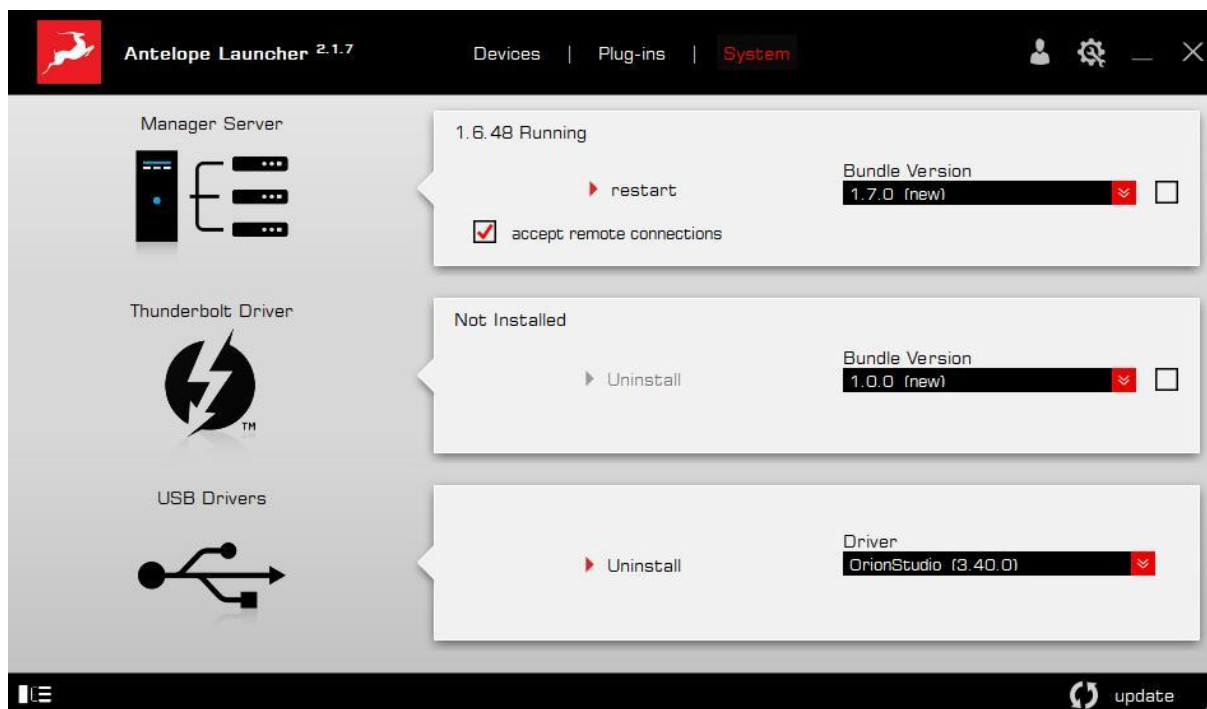 Antelope Launcher 2.1.7
Devices | Plug-ins | System
Manager Server
1.6.48 Running
restart
Bundle Version
1.7.0 (new)
accept remote connections
Thunderbolt Driver
TM
Not Installed
Uninstall
Bundle Version
1.0.0 (new)
USB Drivers
Uninstall
Driver
OrionStudio (3.40.0)
update